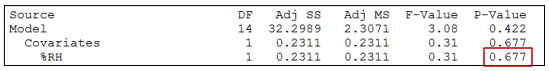 Source DF Adj SS Adj MS F-Value P-Value
Model 14 32.2989 2.3071 3.08 0.422
Covariates 1 0.2311 0.2311 0.31 0.677
%RH 1 0.2311 0.2311 0.31 0.677